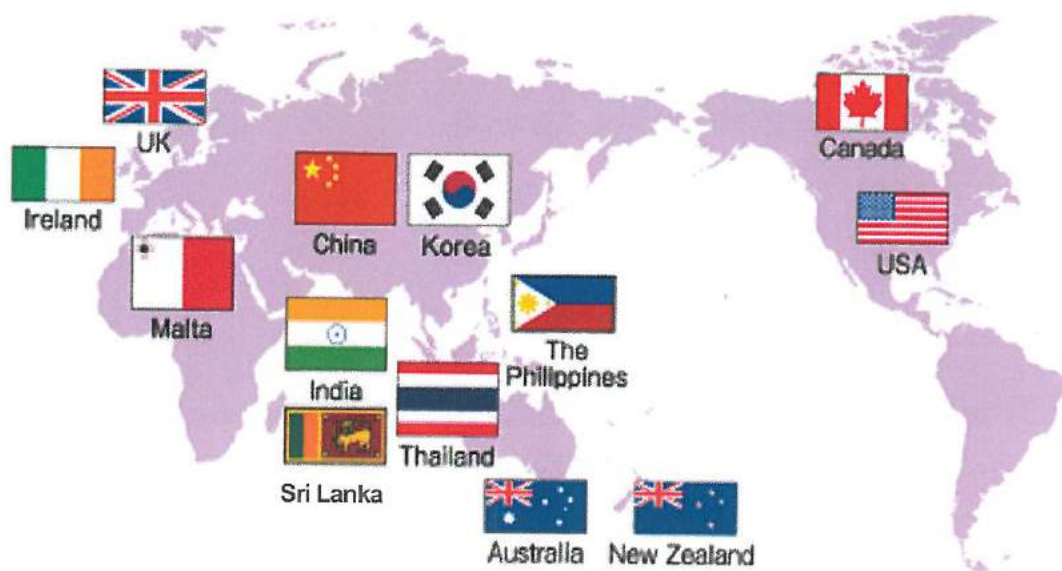 UK
Canada
Ireland
China
Korea
USA
Malta
The
Philippines
India
Thailand
Sri Lanka
Australia
New Zealand